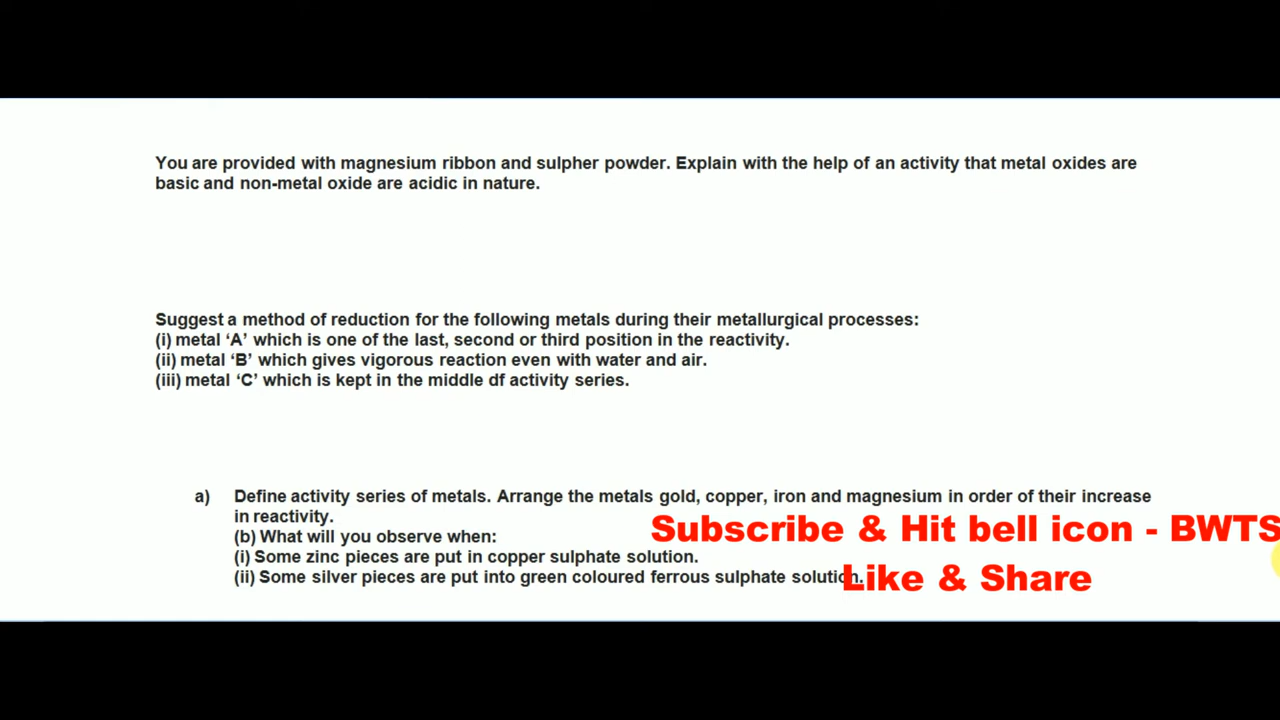 You are provided with magnesium ribbon and sulpher powder. Explain with the help of an activity that metal oxides are
basic and non-metal oxide are acidic in nature.
Suggest a method of reduction for the following metals during their metallurgical processes:
(i) metal ‘A’ which is one of the last, second or third position in the reactivity.
(ii) metal ‘B’ which gives vigorous reaction even with water and air.
(iii) metal ‘C’ which is kept in the middle df activity series.
a) Define activity series of metals. Arrange the metals gold, copper, iron and magnesium in order of their increase
in reactivity.
(b) What will you observe when:
(i) Some zinc pieces are put in copper sulphate solution.
(ii) Some silver pieces are put into green coloured ferrous sulphate solution.
Subscribe & Hit bell icon - BWTS
Like & Share